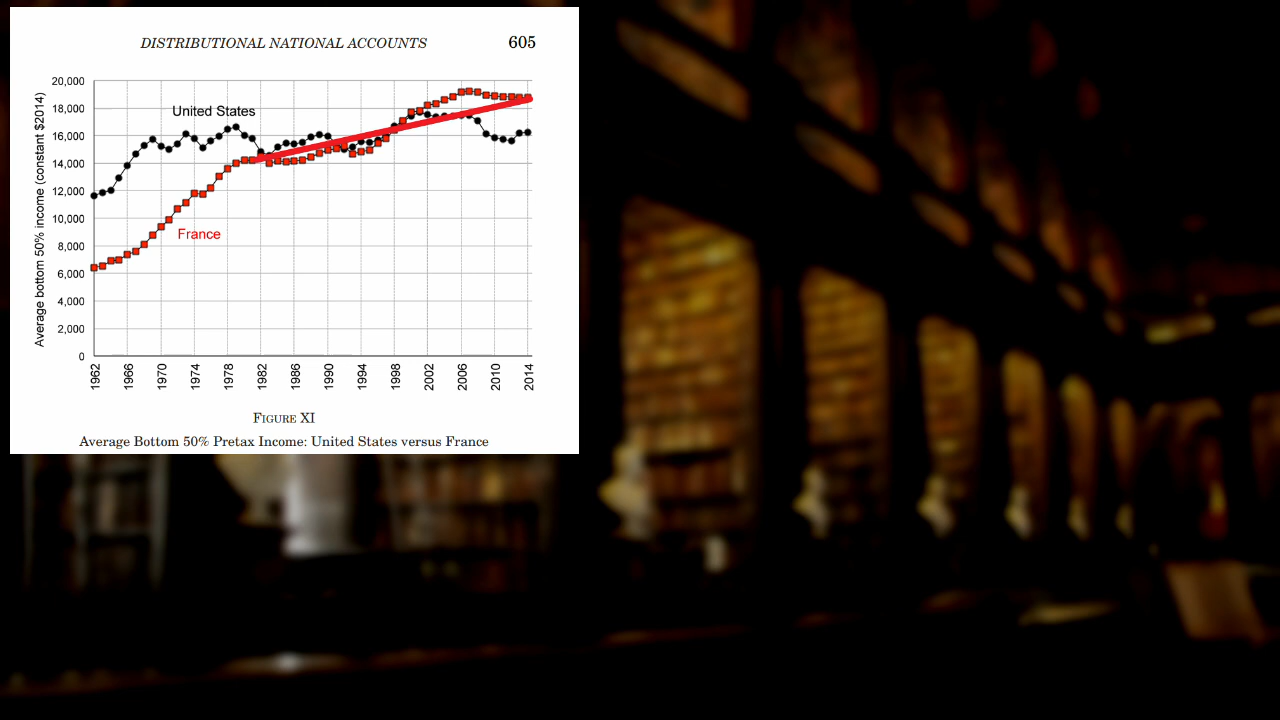 DISTRIBUTIONAL NATIONAL ACCOUNTS 605
20,000
18,000
16,000
14,000
12,000
10,000
8,000
6,000
4,000
2,000
0
Average bottom 50% income (constant $2014)
United States
France
1962 1966 1970 1974 1978 1982 1986 1990 1994 1998 2002 2006 2010 2014
FIGURE XI
Average Bottom 50% Pretax Income: United States versus France